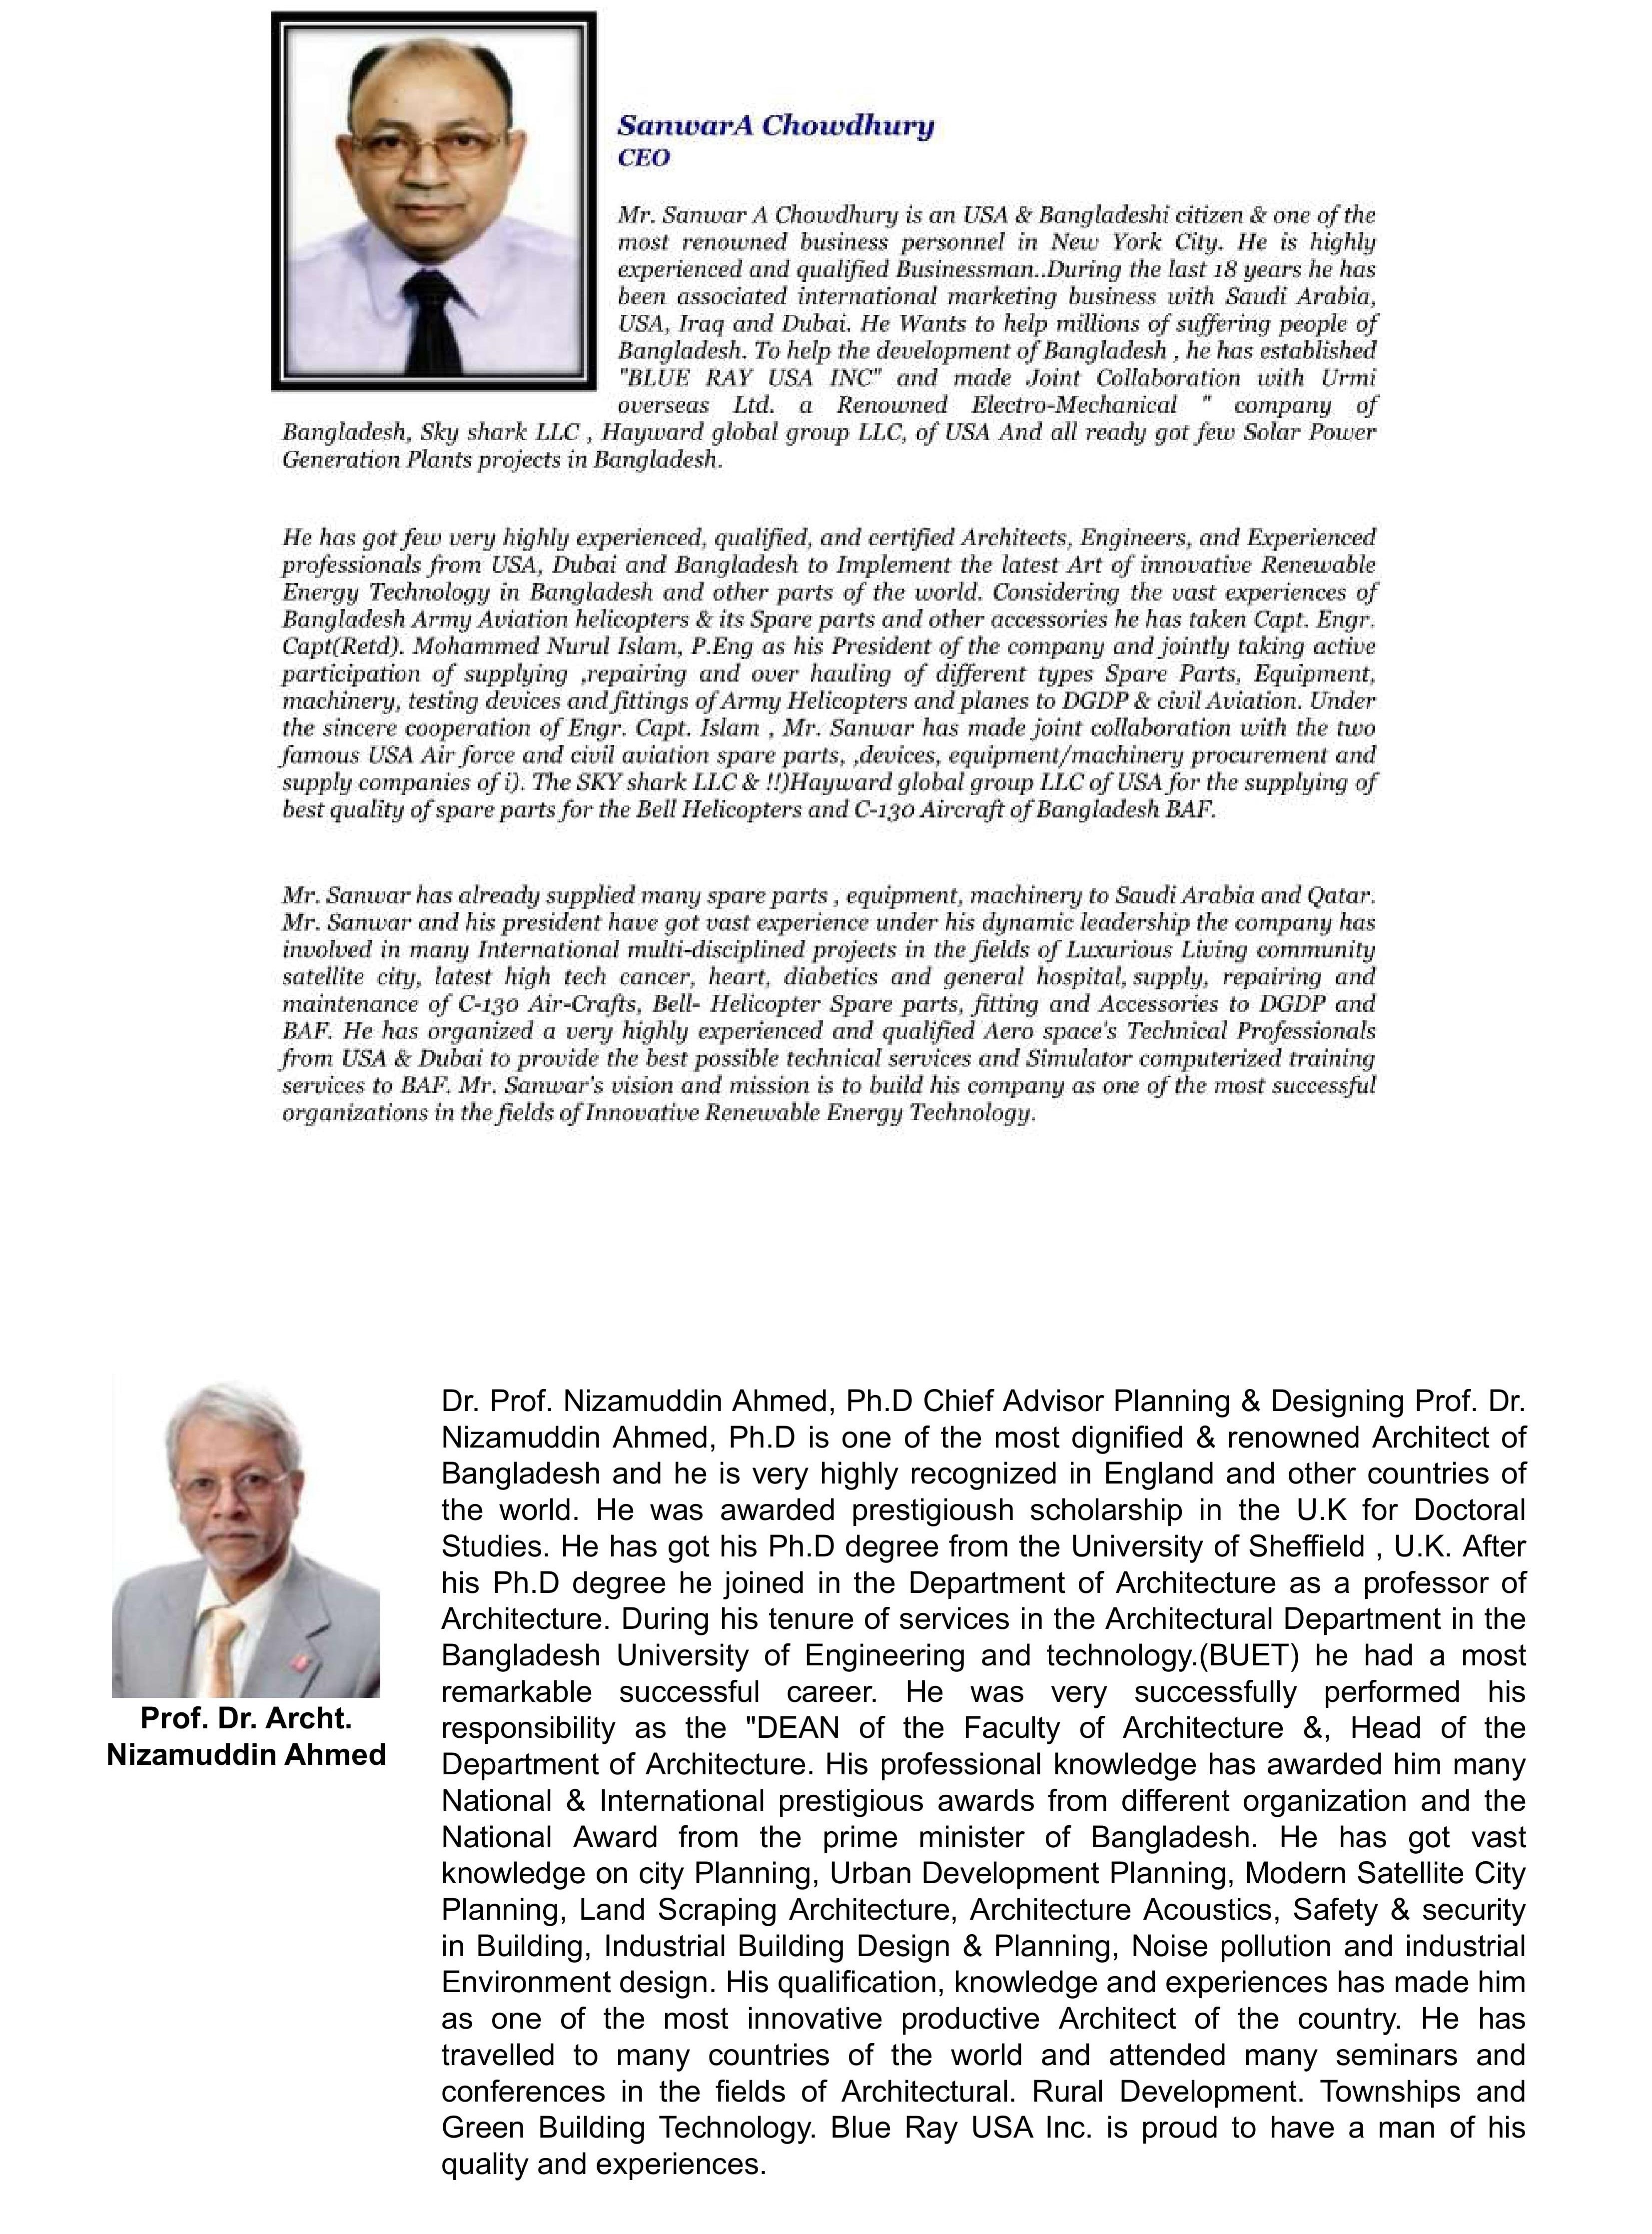 SanwarA Chowdhury
CEO
Mr. Sanwar A Chowdhury is an USA & Bangladeshi citizen & one of the
most renowned business personnel in New York City. He is highly
experienced and qualified Businessman..During the last 18 years he has
been associated international marketing business with Saudi Arabia,
USA, Iraq and Dubai. He Wants to help millions of suffering people of
Bangladesh. To help the development of Bangladesh , he has established
"BLUE RAY USA INC" and made Joint Collaboration with Urmi
overseas Ltd. a Renowned Electro-Mechanical " company of
Bangladesh, Sky shark LLC , Hayward global group LLC, of USA And all ready got few Solar Power
Generation Plants projects in Bangladesh.
He has got few very highly experienced, qualified, and certified Architects, Engineers, and Experienced
professionals from USA, Dubai and Bangladesh to Implement the latest Art of innovative Renewable
Energy Technology in Bangladesh and other parts of the world. Considering the vast experiences of
Bangladesh Army Aviation helicopters & its Spare parts and other accessories he has taken Capt. Engr.
Capt(Retd). Mohammed Nurul Islam, P.Eng as his President of the company and jointly taking active
participation of supplying ,repairing and over hauling of different types Spare Parts, Equipment,
machinery, testing devices and fittings of Army Helicopters and planes to DGDP & civil Aviation. Under
the sincere cooperation of Engr. Capt. Islam , Mr. Sanwar has made joint collaboration with the two
famous USA Air force and civil aviation spare parts, ,devices, equipment/machinery procurement and
supply companies of i). The SKY shark LLC & !!)Hayward global group LLC of USA for the supplying of
best quality of spare parts for the Bell Helicopters and C-130 Aircraft of Bangladesh BAF.
Mr. Sanwar has already supplied many spare parts , equipment, machinery to Saudi Arabia and Qatar.
Mr. Sanwar and his president have got vast experience under his dynamic leadership the company has
involved in many International multi-disciplined projects in the fields of Luxurious Living community
satellite city, latest high tech cancer, heart, diabetics and general hospital, supply, repairing and
maintenance of C-130 Air-Crafts, Bell- Helicopter Spare parts, fitting and Accessories to DGDP and
BAF. He has organized a very highly experienced and qualified Aero space's Technical Professionals
from USA & Dubai to provide the best possible technical services and Simulator computerized training
services to BAF. Mr. Sanwar's vision and mission is to build his company as one of the most successful
organizations in the fields of Innovative Renewable Energy Technology.
Prof. Dr. Archt.
Nizamuddin Ahmed
Dr. Prof. Nizamuddin Ahmed, Ph.D Chief Advisor Planning & Designing Prof. Dr.
Nizamuddin Ahmed, Ph.D is one of the most dignified & renowned Architect of
Bangladesh and he is very highly recognized in England and other countries of
the world. He was awarded prestigioush scholarship in the U.K for Doctoral
Studies. He has got his Ph.D degree from the University of Sheffield , U.K. After
his Ph.D degree he joined in the Department of Architecture as a professor of
Architecture. During his tenure of services in the Architectural Department in the
Bangladesh University of Engineering and technology.(BUET) he had a most
remarkable successful career. He was very successfully performed his
responsibility as the "DEAN of the Faculty of Architecture &, Head of the
Department of Architecture. His professional knowledge has awarded him many
National & International prestigious awards from different organization and the
National Award from the prime minister of Bangladesh. He has got vast
knowledge on city Planning, Urban Development Planning, Modern Satellite City
Planning, Land Scraping Architecture, Architecture Acoustics, Safety & security
in Building, Industrial Building Design & Planning, Noise pollution and industrial
Environment design. His qualification, knowledge and experiences has made him
as one of the most innovative productive Architect of the country. He has
travelled to many countries of the world and attended many seminars and
conferences in the fields of Architectural. Rural Development. Townships and
Green Building Technology. Blue Ray USA Inc. is proud to have a man of his
quality and experiences.